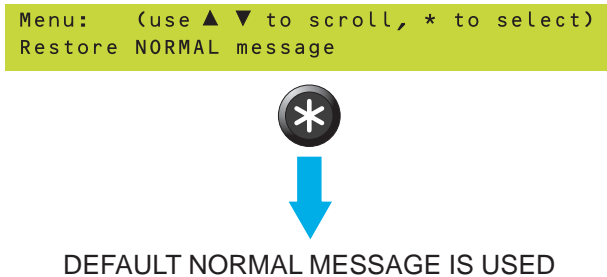 Menu: (use ▲ ▼ to scroll, * to select)
Restore NORMAL message
*
DEFAULT NORMAL MESSAGE IS USED